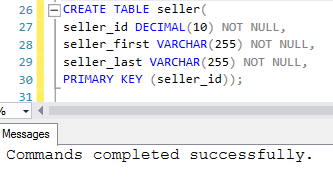 26 CREATE TABLE seller(
27 seller_id DECIMAL(10) NOT NULL,
28 seller_first VARCHAR(255) NOT NULL,
29 seller_last VARCHAR(255) NOT NULL,
30 PRIMARY KEY (seller_id));
31
%
Messages
Commands completed successfully.